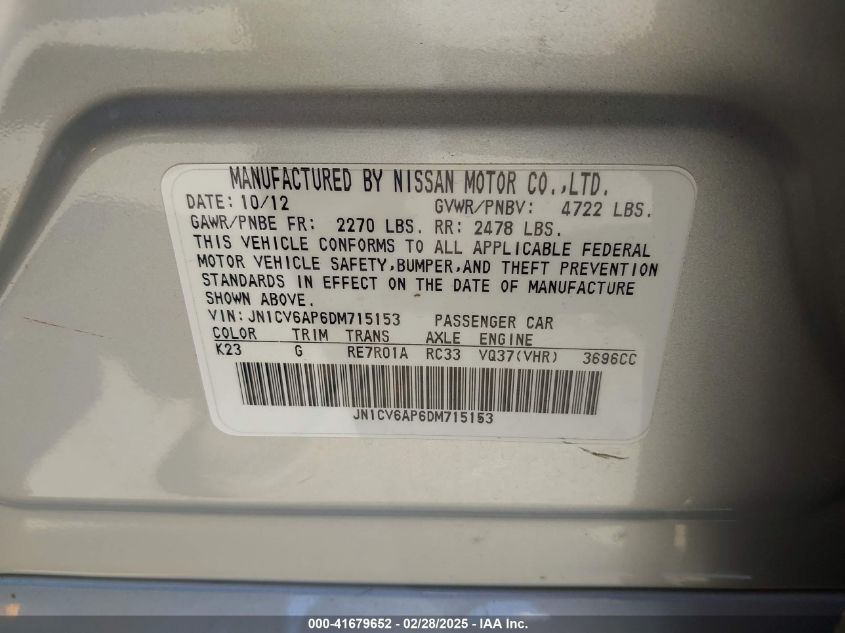 MANUFACTURED BY NISSAN MOTOR CO.,LTD.
DATE: 10/12 GVWR/PNBV: 4722 LBS.
GAWR/PNBE FR: 2270 LBS. RR: 2478 LBS.
THIS VEHICLE CONFORMS TO ALL APPLICABLE FEDERAL
MOTOR VEHICLE SAFETY,BUMPER,AND THEFT PREVENTION
STANDARDS IN EFFECT ON THE DATE OF MANUFACTURE
SHOWN ABOVE.
VIN: JN1CV6AP6DM715153 PASSENGER CAR
COLOR TRIM TRANS AXLE ENGINE
K23 G RE7R01A RC33 VQ37(VHR) 3696CC
JN1CV6AP6DM715153
000-41679652 / 02/28/2025 - IAA Inc.